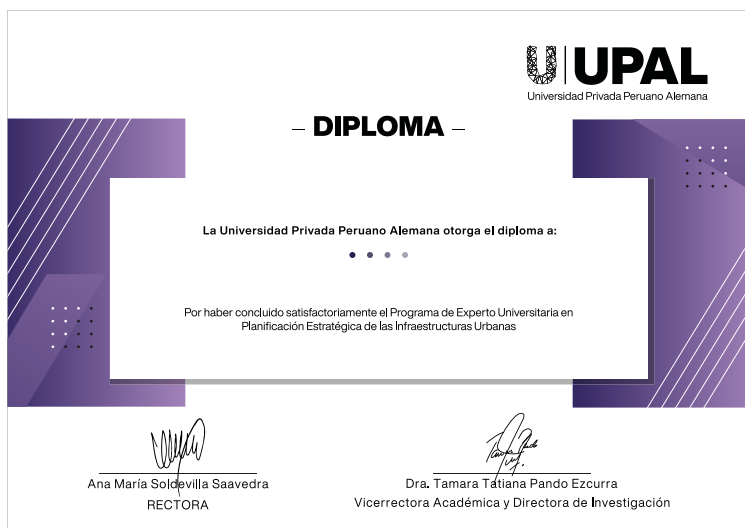 UPAL
Universidad Privada Peruano Alemana
– DIPLOMA –
La Universidad Privada Peruano Alemana otorga el diploma a:
Por haber concluido satisfactoriamente el Programa de Experto Universitaria en
Planificación Estratégica de las Infraestructuras Urbanas
Ana María Soldevilla Saavedra
RECTORA
Dra. Tamara Tatiana Pando Ezcurra
Vicerrectora Académica y Directora de Investigación